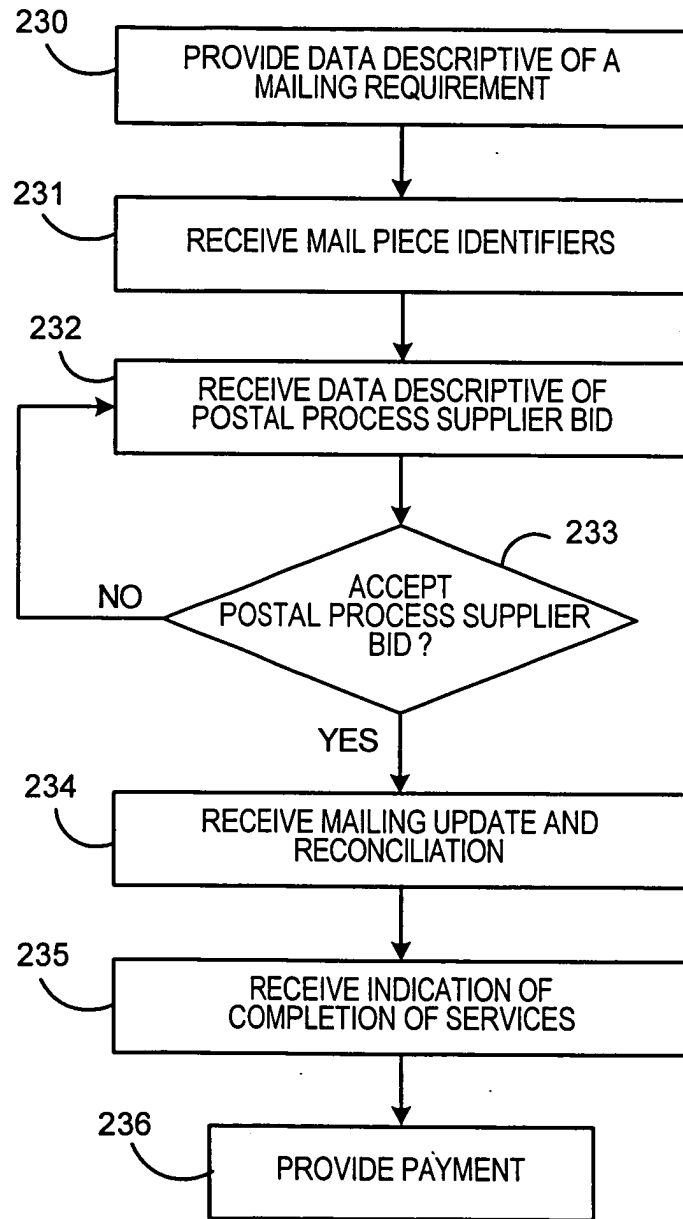 230
PROVIDE DATA DESCRIPTIVE OF A
MAILING REQUIREMENT
231
RECEIVE MAIL PIECE IDENTIFIERS
232
RECEIVE DATA DESCRIPTIVE OF
POSTAL PROCESS SUPPLIER BID
233
NO
ACCEPT
POSTAL PROCESS SUPPLIER
BID ?
YES
234
RECEIVE MAILING UPDATE AND
RECONCILIATION
235
RECEIVE INDICATION OF
COMPLETION OF SERVICES
236
PROVIDE PAYMENT